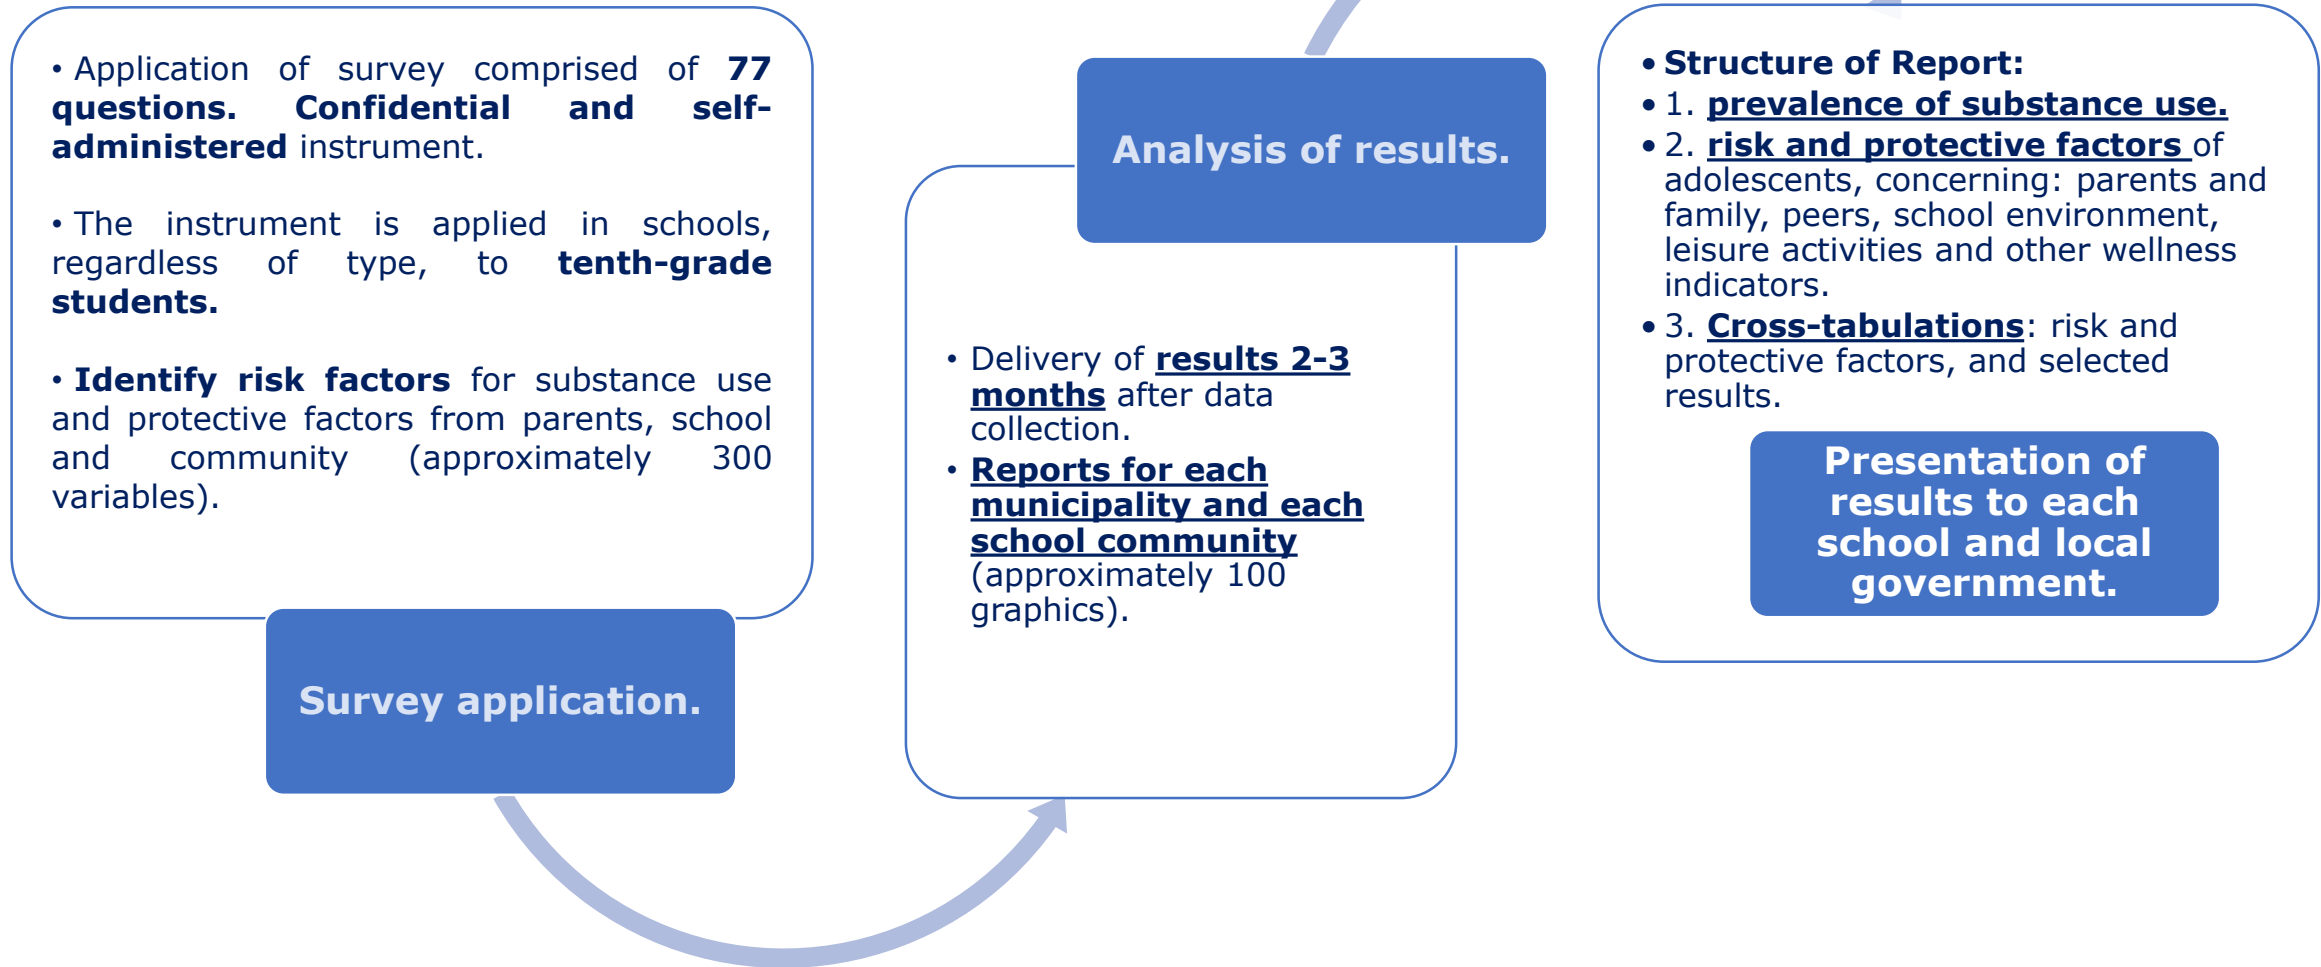 • Application of survey comprised of 77
questions. Confidential and self-
administered instrument.
• The instrument is applied in schools,
regardless of type, to tenth-grade
students.
• Identify risk factors for substance use
and protective factors from parents, school
and community (approximately 300
variables).
Survey application.
Analysis of results.
• Delivery of results 2-3
months after data
collection.
• Reports for each
municipality and each
school community
(approximately 100
graphics).
• Structure of Report:
• 1. prevalence of substance use.
• 2. risk and protective factors of
adolescents, concerning: parents and
family, peers, school environment,
leisure activities and other wellness
indicators.
• 3. Cross-tabulations: risk and
protective factors, and selected
results.
Presentation of
results to each
school and local
government.